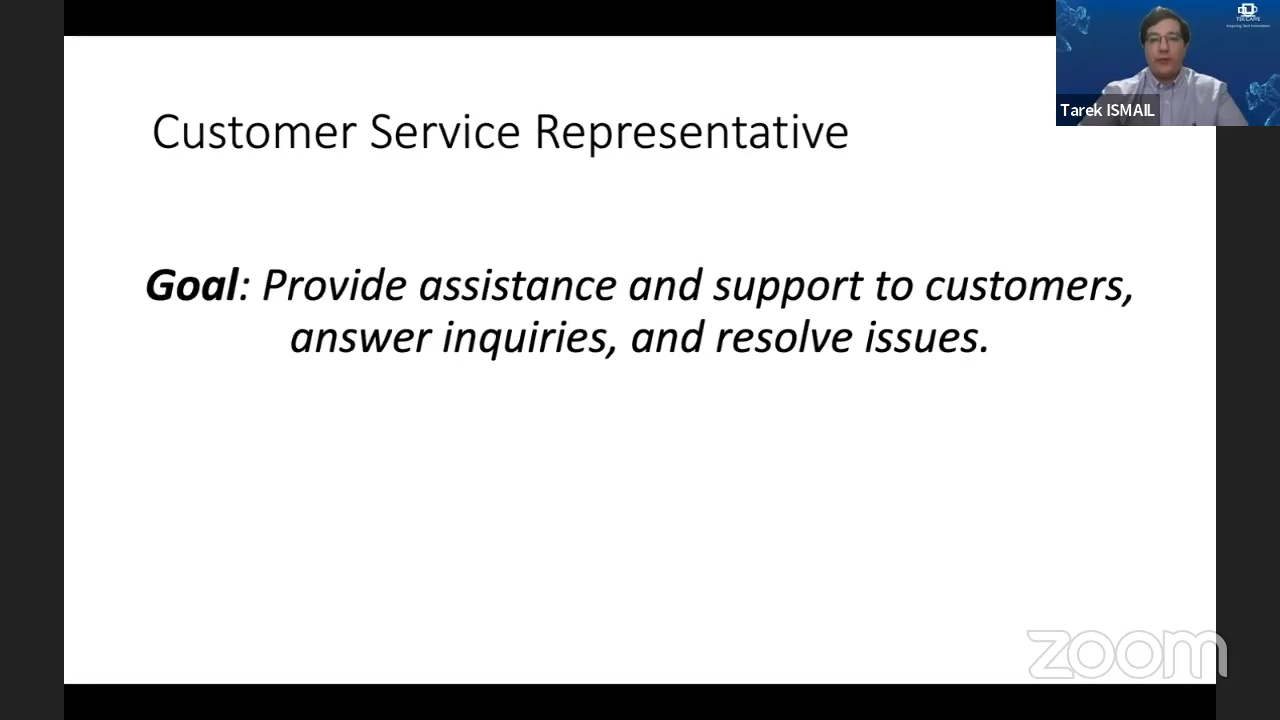 Customer Service Representative
Goal: Provide assistance and support to customers,
answer inquiries, and resolve issues.
Tarek ISMAIL
zoom